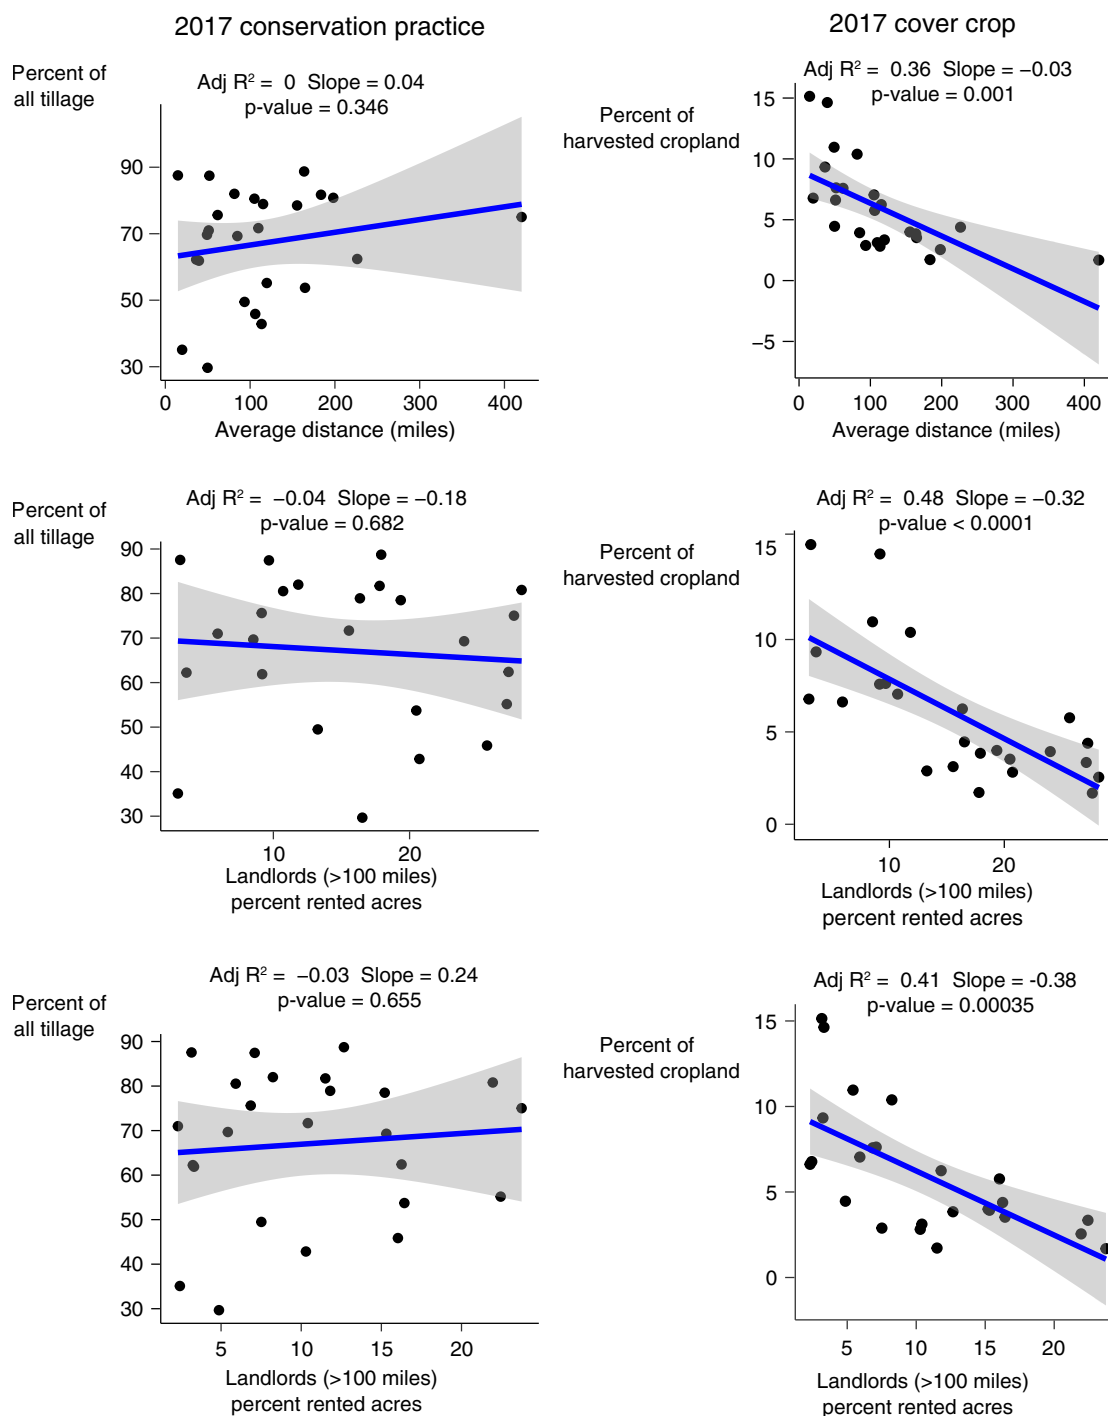 2017 conservation practice
2017 cover crop
Percent of
all tillage
Adj R² = 0 Slope = 0.04
p-value = 0.346
90
70
50
30
0 100 200 300 400
Average distance (miles)
Percent of
harvested cropland
Adj R² = 0.36 Slope = −0.03
p-value = 0.001
15
10
5
0
−5
0 100 200 300 400
Average distance (miles)
Percent of
all tillage
Adj R² = −0.04 Slope = −0.18
p-value = 0.682
90
80
70
60
50
40
30
10 20
Landlords (>100 miles)
percent rented acres
Percent of
harvested cropland
Adj R² = 0.48 Slope = −0.32
p-value < 0.0001
15
10
5
0
10 20
Landlords (>100 miles)
percent rented acres
Percent of
all tillage
Adj R² = −0.03 Slope = 0.24
p-value = 0.655
90
80
70
60
50
40
30
5 10 15 20
Landlords (>100 miles)
percent rented acres
Percent of
harvested cropland
Adj R² = 0.41 Slope = -0.38
p-value = 0.00035
15
10
5
0
5 10 15 20
Landlords (>100 miles)
percent rented acres